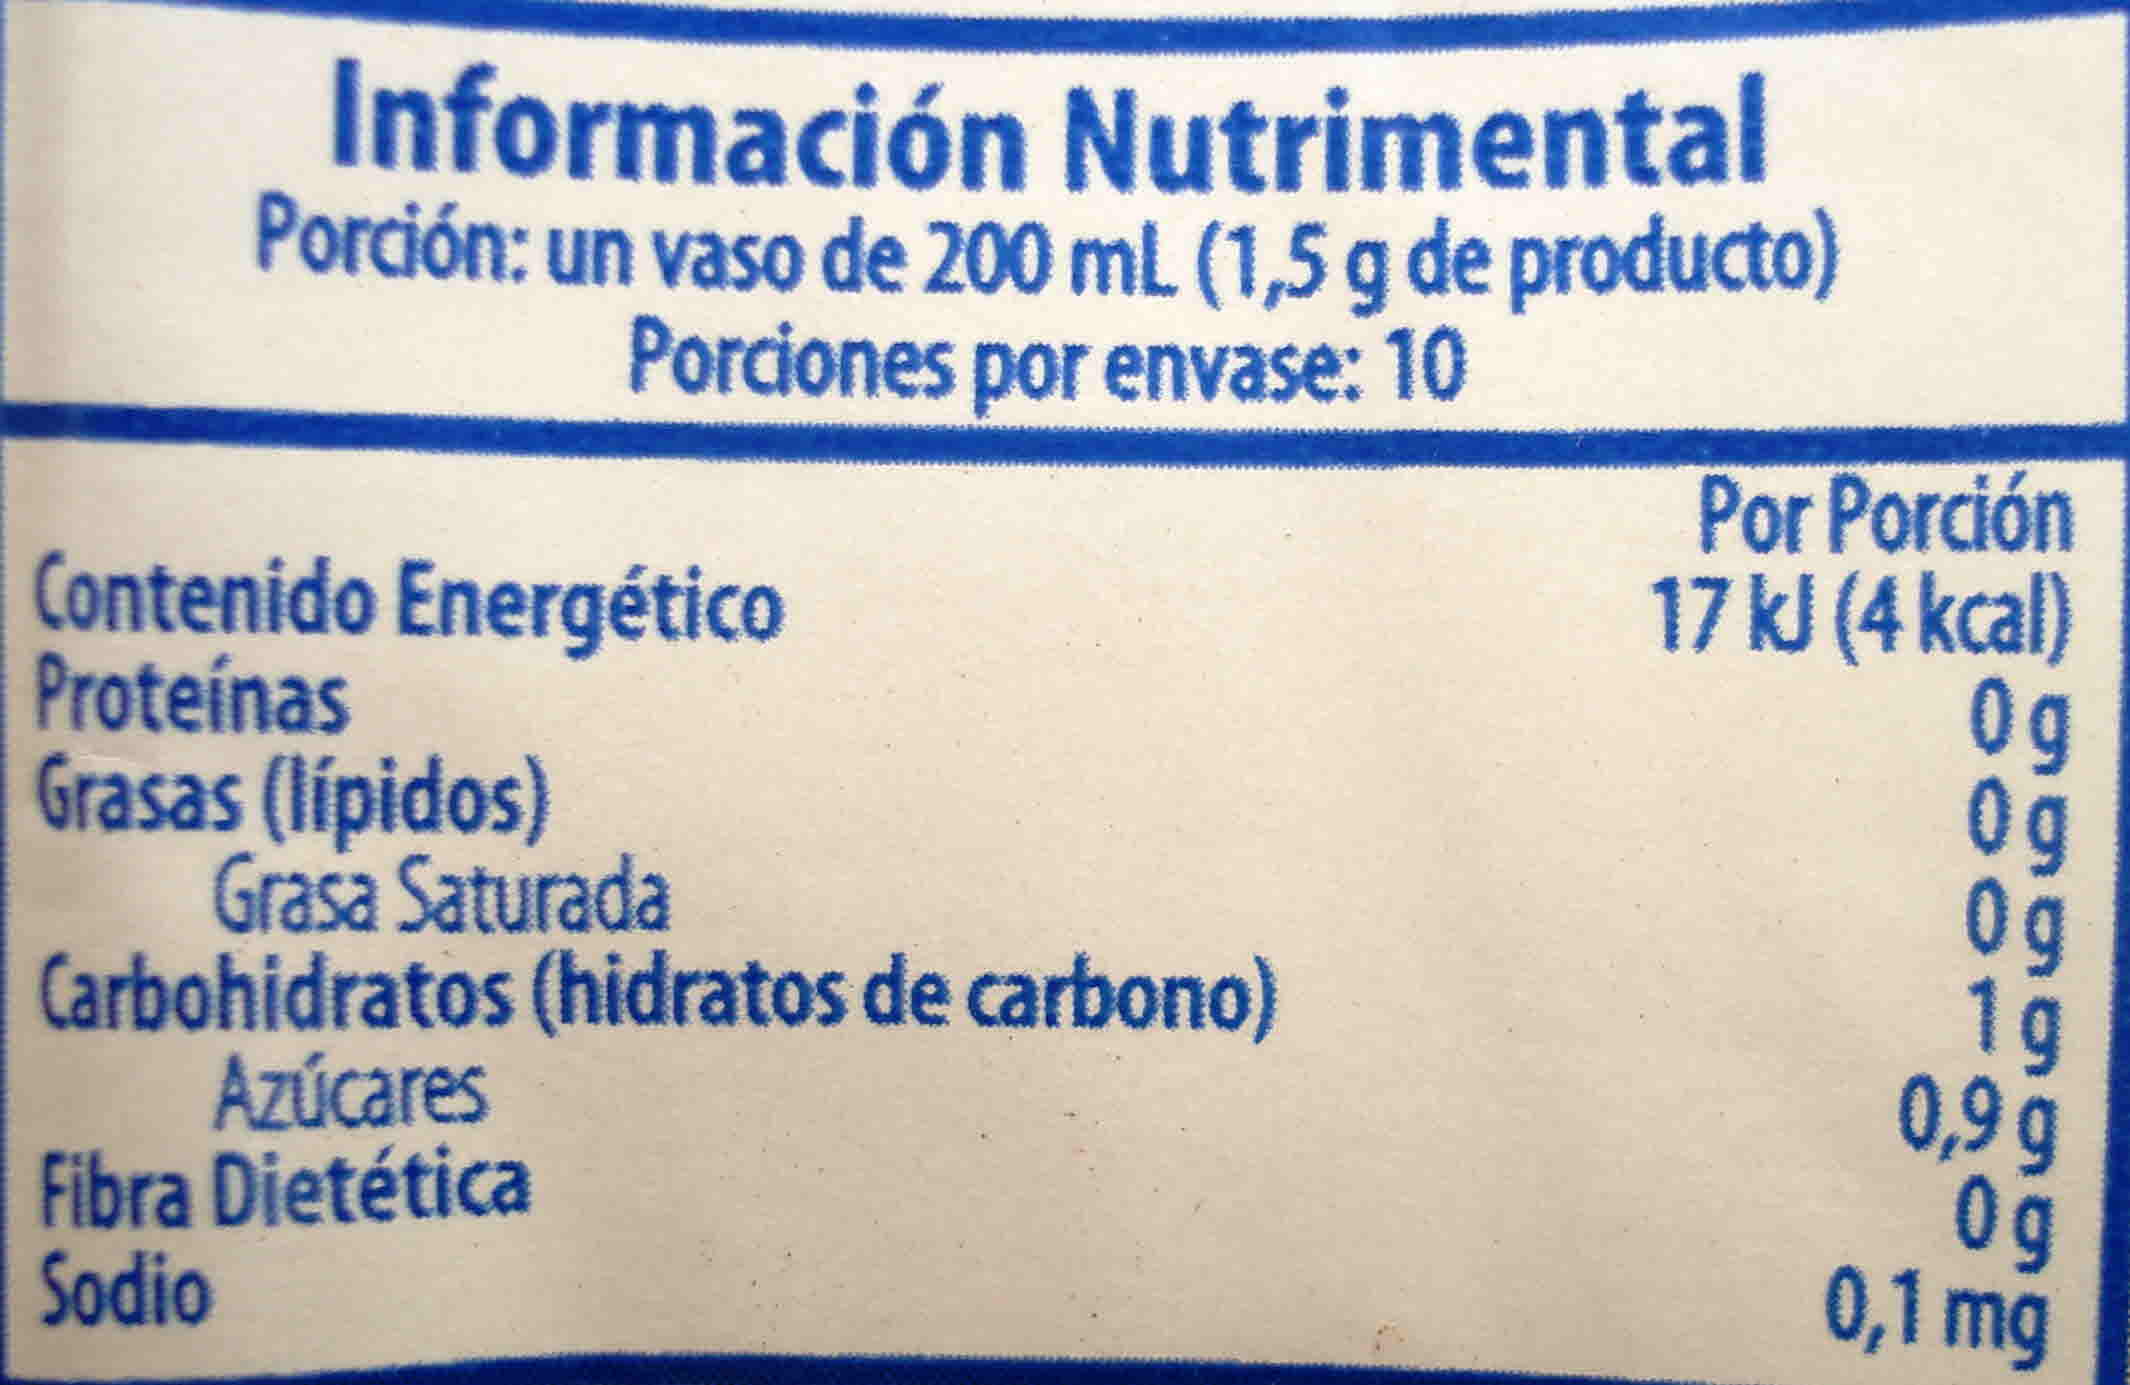 Información Nutrimental
Porción: un vaso de 200 mL (1,5 g de producto)
Porciones por envase: 10
Por Porción
Contenido Energético 17 kJ (4 kcal)
Proteínas 0 g
Grasas (lípidos) 0 g
Grasa Saturada 0 g
Carbohidratos (hidratos de carbono) 1 g
Azúcares 0,9 g
Fibra Dietética 0 g
Sodio 0,1 mg